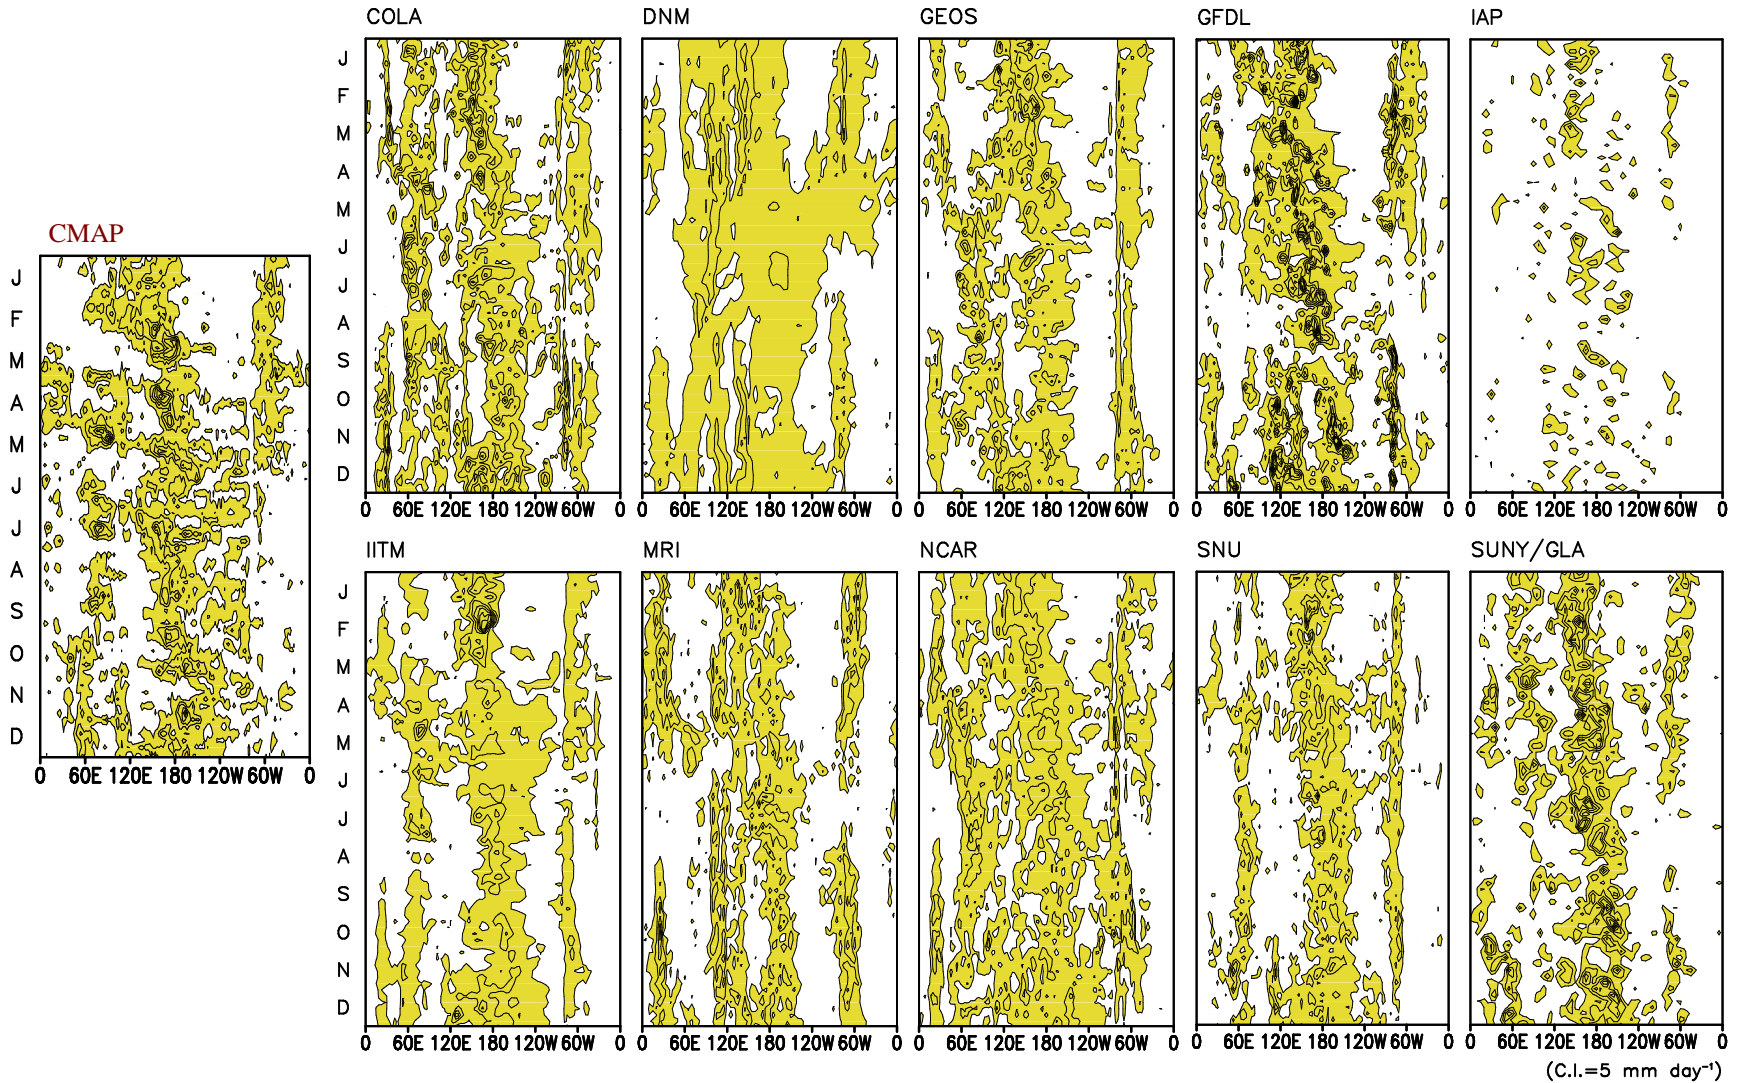 COLA DNM GEOS GFDL IAP
J
F
M
A
M
J
J
A
S
O
N
D
0 60E 120E 180 120W 60W 0 0 60E 120E 180 120W 60W 0 0 60E 120E 180 120W 60W 0 0 60E 120E 180 120W 60W 0 0 60E 120E 180 120W 60W 0
CMAP
J
F
M
A
M
J
J
A
S
O
N
D
0 60E 120E 180 120W 60W 0
IITM MRI NCAR SNU SUNY/GLA
J
F
M
A
M
J
J
A
S
O
N
D
0 60E 120E 180 120W 60W 0 0 60E 120E 180 120W 60W 0 0 60E 120E 180 120W 60W 0 0 60E 120E 180 120W 60W 0 0 60E 120E 180 120W 60W 0
(C.I.=5 mm day⁻¹)